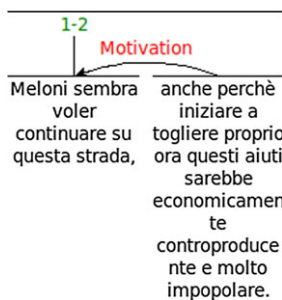 1-2
Motivation
Meloni sembra
voler
continuare su
questa strada,
anche perchè
iniziare a
togliere proprio
ora questi aiuti
sarebbe
economicamen
te
controproduce
nte e molto
impopolare.